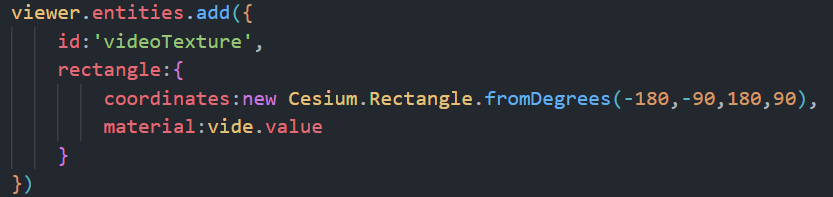 viewer.entities.add({
    id:'videoTexture',
    rectangle:{
        coordinates:new Cesium.Rectangle.fromDegrees(-180,-90,180,90),
        material:vide.value
    }
})